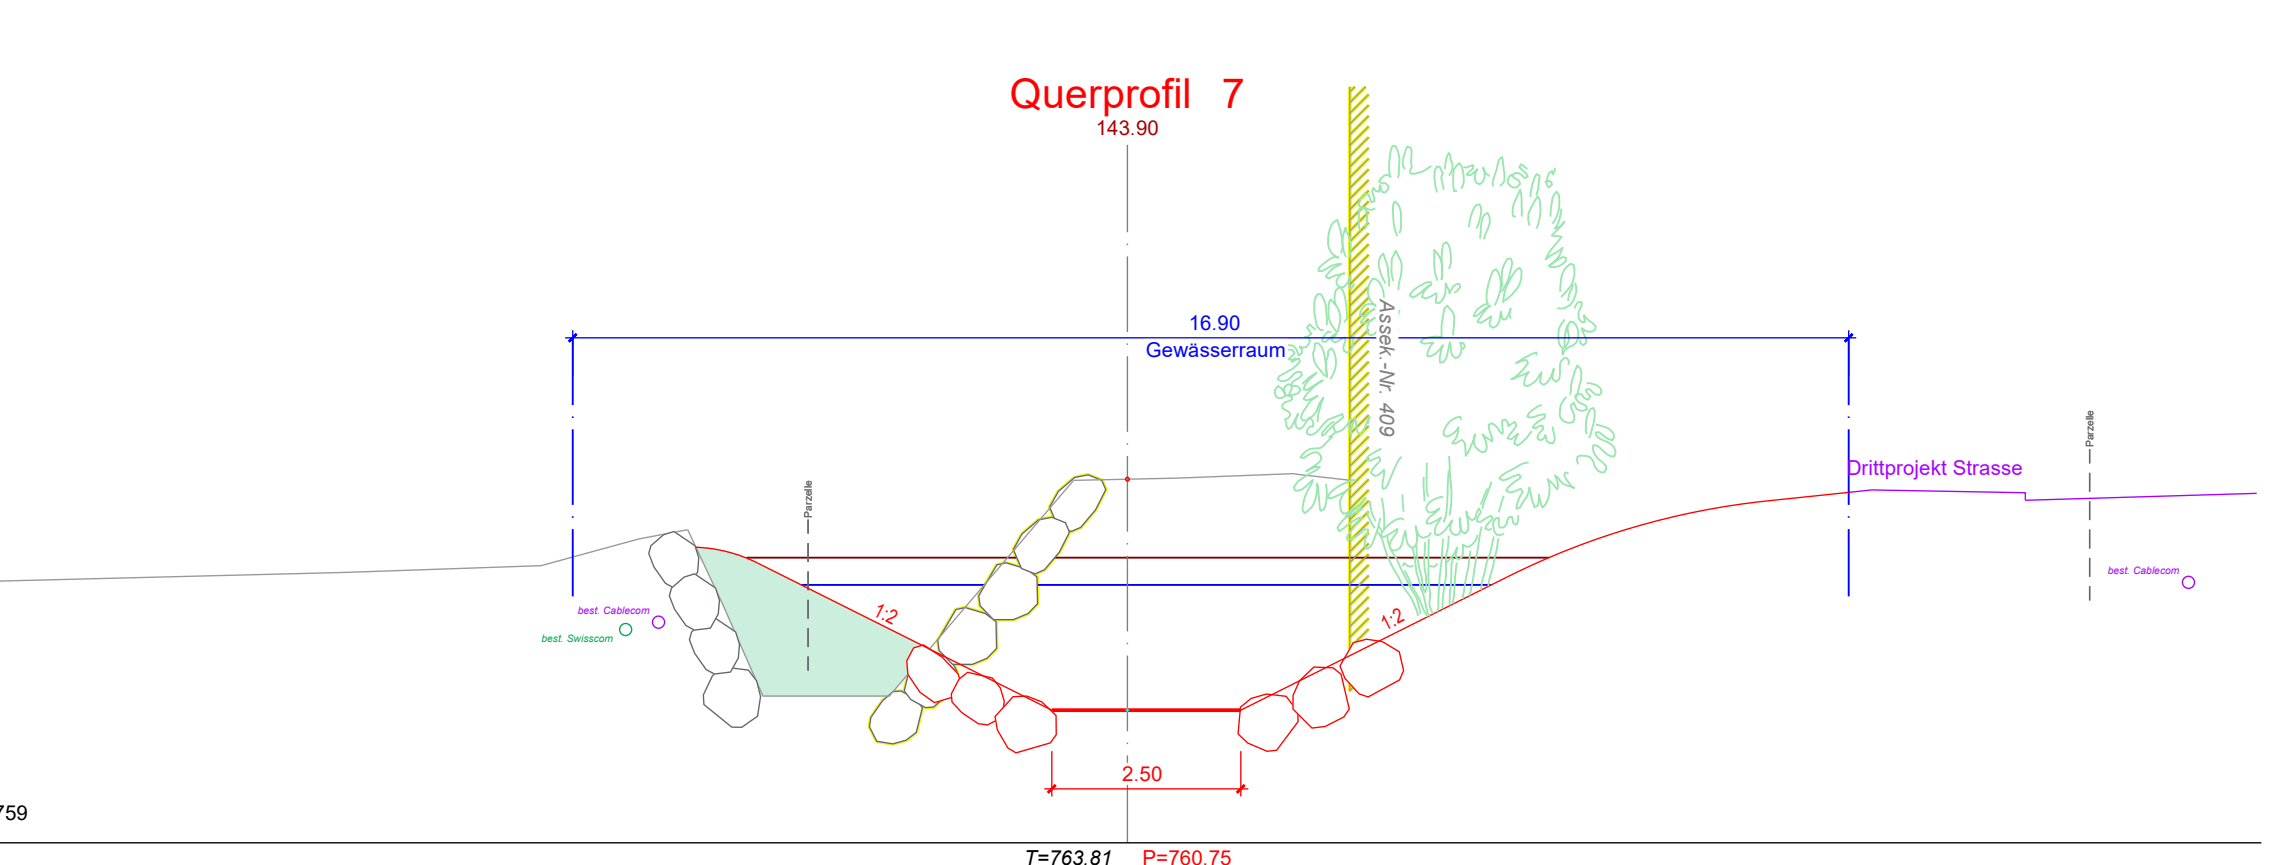 Querprofil 7
143.90
16.90
Gewässerraum
Assek.-Nr. 409
Parzelle
Drittprojekt Strasse
Parzelle
best. Cablecom
best. Cablecom
best. Swisscom
1:2
1:2
2.50
759
T=763.81 P=760.75